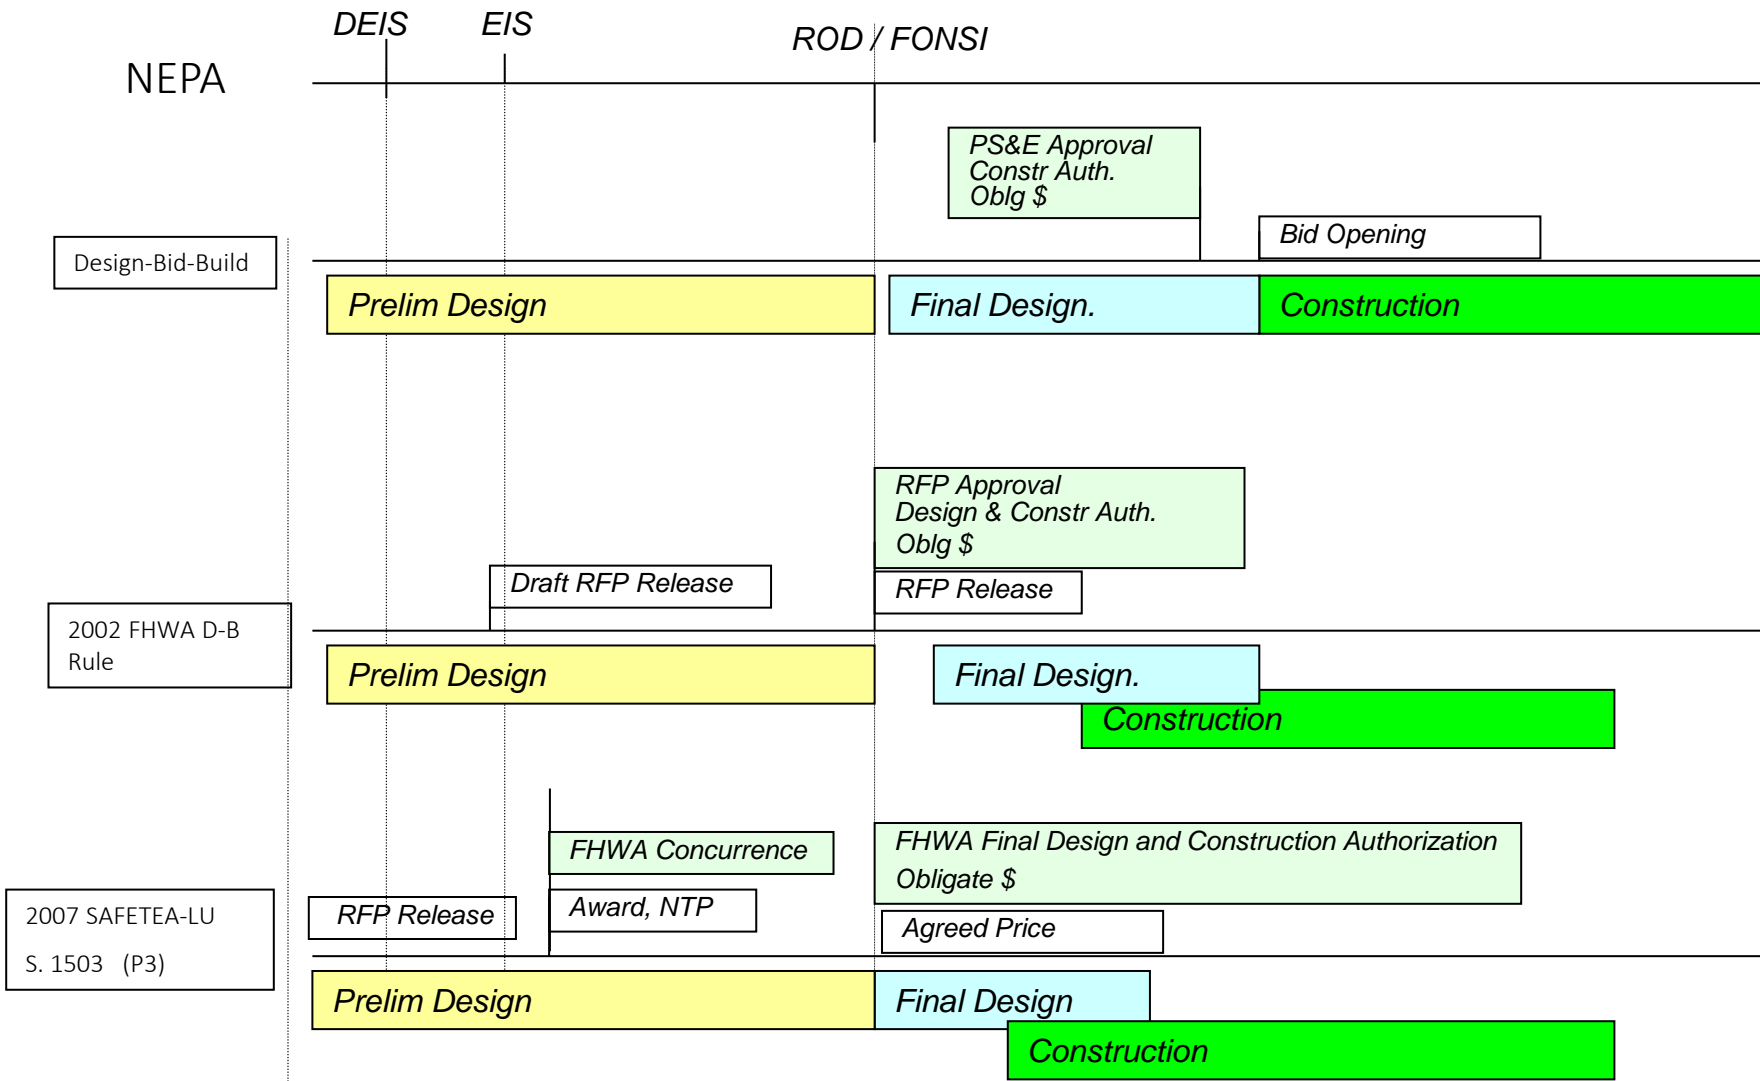 DEIS
EIS
ROD / FONSI
NEPA
PS&E Approval
Constr Auth.
Oblg $
Bid Opening
Design-Bid-Build
Prelim Design
Final Design.
Construction
RFP Approval
Design & Constr Auth.
Oblg $
Draft RFP Release
RFP Release
2002 FHWA D-B
Rule
Prelim Design
Final Design.
Construction
FHWA Concurrence
FHWA Final Design and Construction Authorization
Obligate $
2007 SAFETEA-LU
S. 1503 (P3)
RFP Release
Award, NTP
Agreed Price
Prelim Design
Final Design
Construction